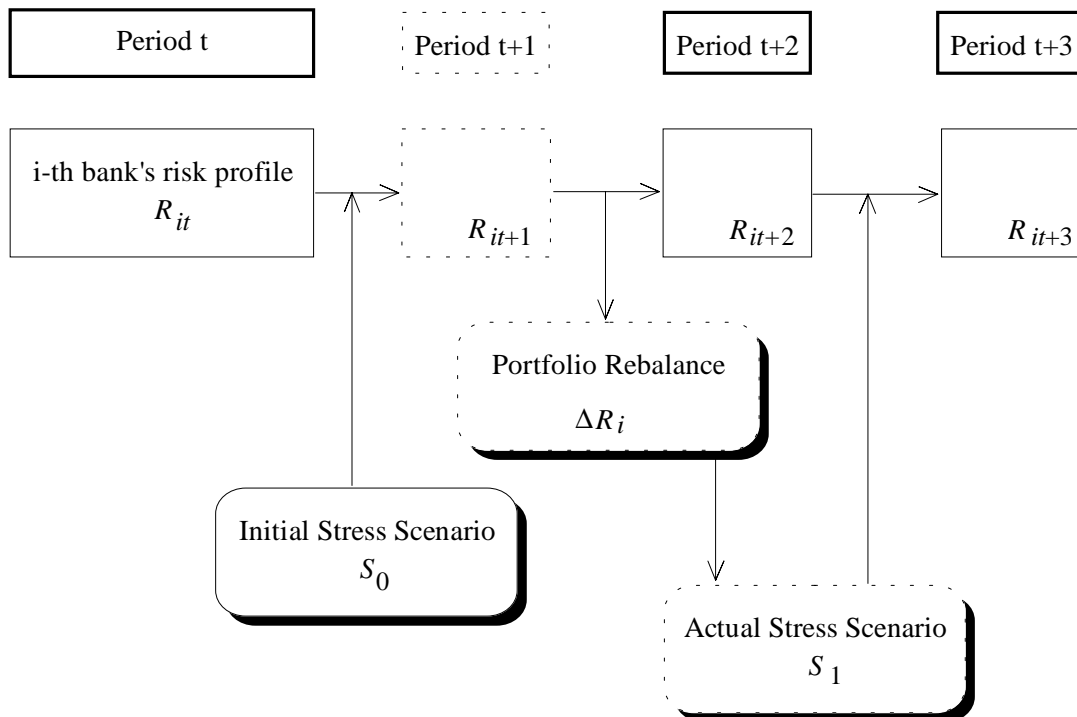 Period t
Period t+1
Period t+2
Period t+3
i-th bank's risk profile
R_it
R_it+1
R_it+2
R_it+3
Portfolio Rebalance
ΔR_i
Initial Stress Scenario
S_0
Actual Stress Scenario
S_1